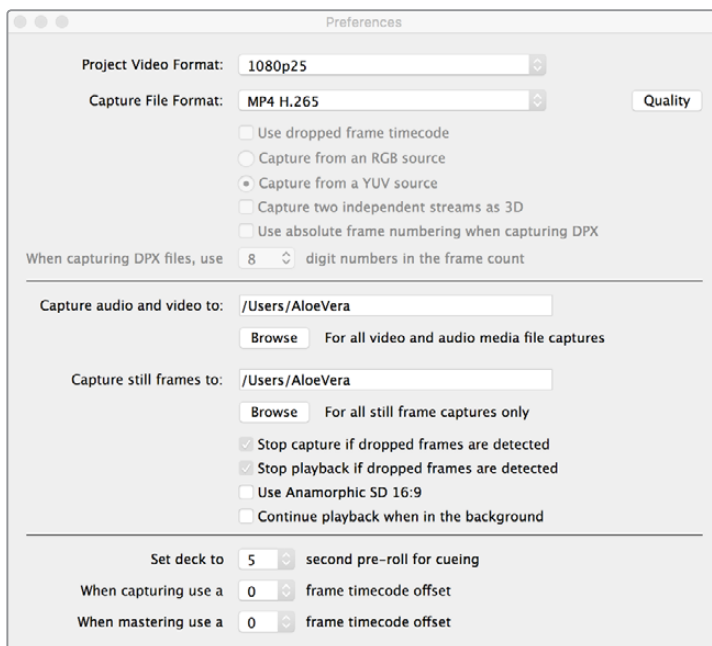 Preferences
Project Video Format: 1080p25
Capture File Format: MP4 H.265 Quality
Use dropped frame timecode
Capture from an RGB source
Capture from a YUV source
Capture two independent streams as 3D
Use absolute frame numbering when capturing DPX
When capturing DPX files, use 8 digit numbers in the frame count
Capture audio and video to: /Users/AloeVera
Browse For all video and audio media file captures
Capture still frames to: /Users/AloeVera
Browse For all still frame captures only
Stop capture if dropped frames are detected
Stop playback if dropped frames are detected
Use Anamorphic SD 16:9
Continue playback when in the background
Set deck to 5 second pre-roll for cueing
When capturing use a 0 frame timecode offset
When mastering use a 0 frame timecode offset